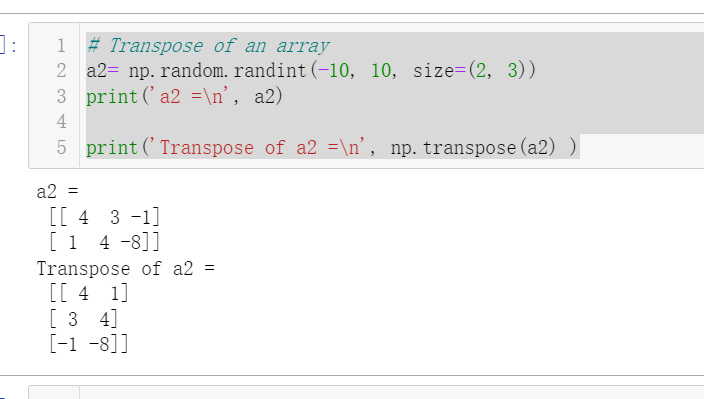 ]:
1 # Transpose of an array
2 a2= np.random.randint(-10, 10, size=(2, 3))
3 print('a2 =\n', a2)
4
5 print('Transpose of a2 =\n', np.transpose(a2) )
a2 =
[[ 4  3 -1]
[ 1  4 -8]]
Transpose of a2 =
[[ 4  1]
[ 3  4]
[-1 -8]]